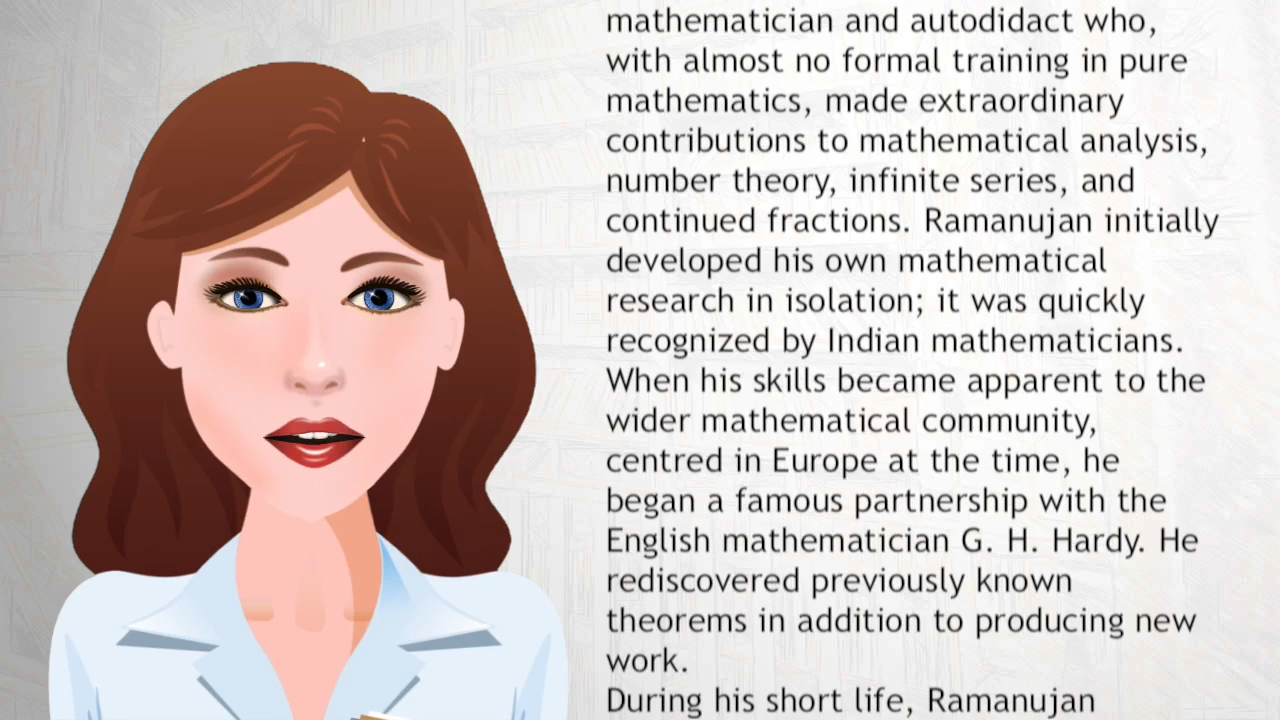 mathematician and autodidact who,
with almost no formal training in pure
mathematics, made extraordinary
contributions to mathematical analysis,
number theory, infinite series, and
continued fractions. Ramanujan initially
developed his own mathematical
research in isolation; it was quickly
recognized by Indian mathematicians.
When his skills became apparent to the
wider mathematical community,
centred in Europe at the time, he
began a famous partnership with the
English mathematician G. H. Hardy. He
rediscovered previously known
theorems in addition to producing new
work.
During his short life, Ramanujan